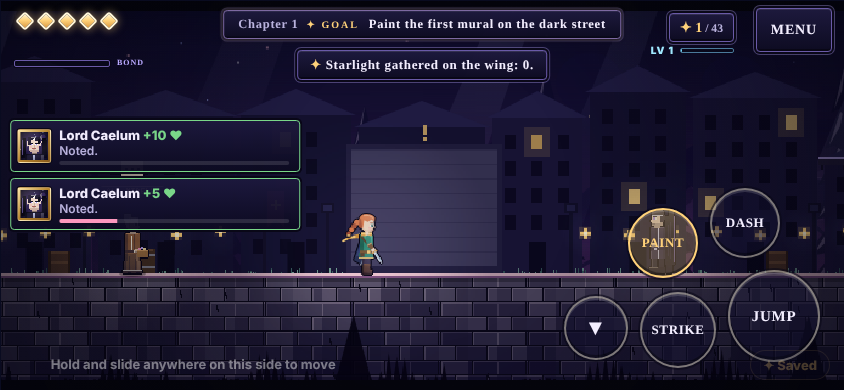 Chapter 1 ✦ GOAL Paint the first mural on the dark street
✦ 1 / 43
MENU
LV 1
BOND
✦ Starlight gathered on the wing: 0.
Lord Caelum +10 ♥
Noted.
!
Lord Caelum +5 ♥
Noted.
DASH
PAINT
JUMP
▼
STRIKE
Hold and slide anywhere on this side to move
✦ Saved